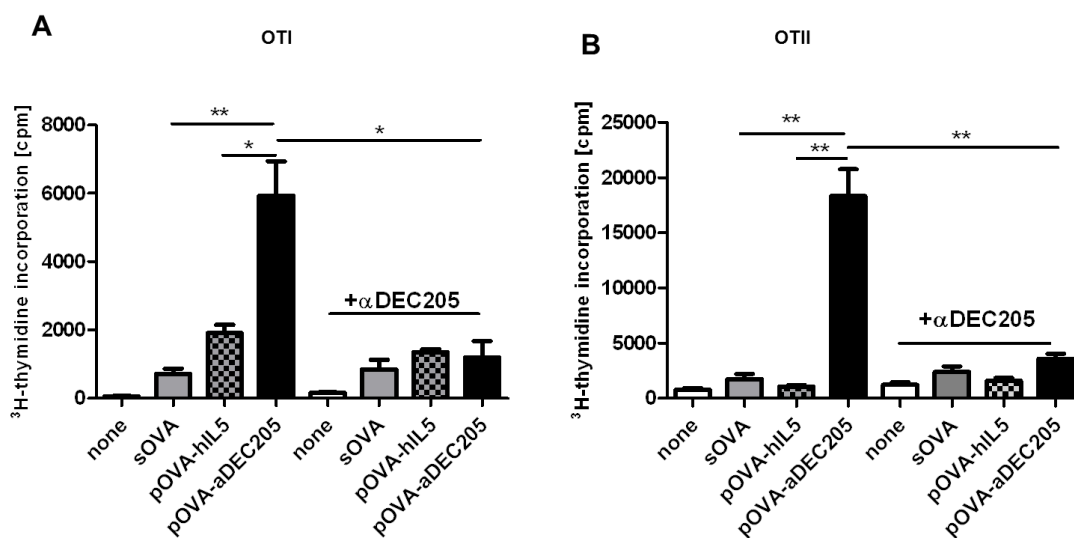 A
OTI
³H-thymidine incorporation [cpm]
8000
6000
4000
2000
0
**
*
*
+αDEC205
none
sOVA
pOVA-hIL5
pOVA-aDEC205
none
sOVA
pOVA-hIL5
pOVA-aDEC205
B
OTII
³H-thymidine incorporation [cpm]
25000
20000
15000
10000
5000
0
**
**
**
+αDEC205
none
sOVA
pOVA-hIL5
pOVA-aDEC205
none
sOVA
pOVA-hIL5
pOVA-aDEC205